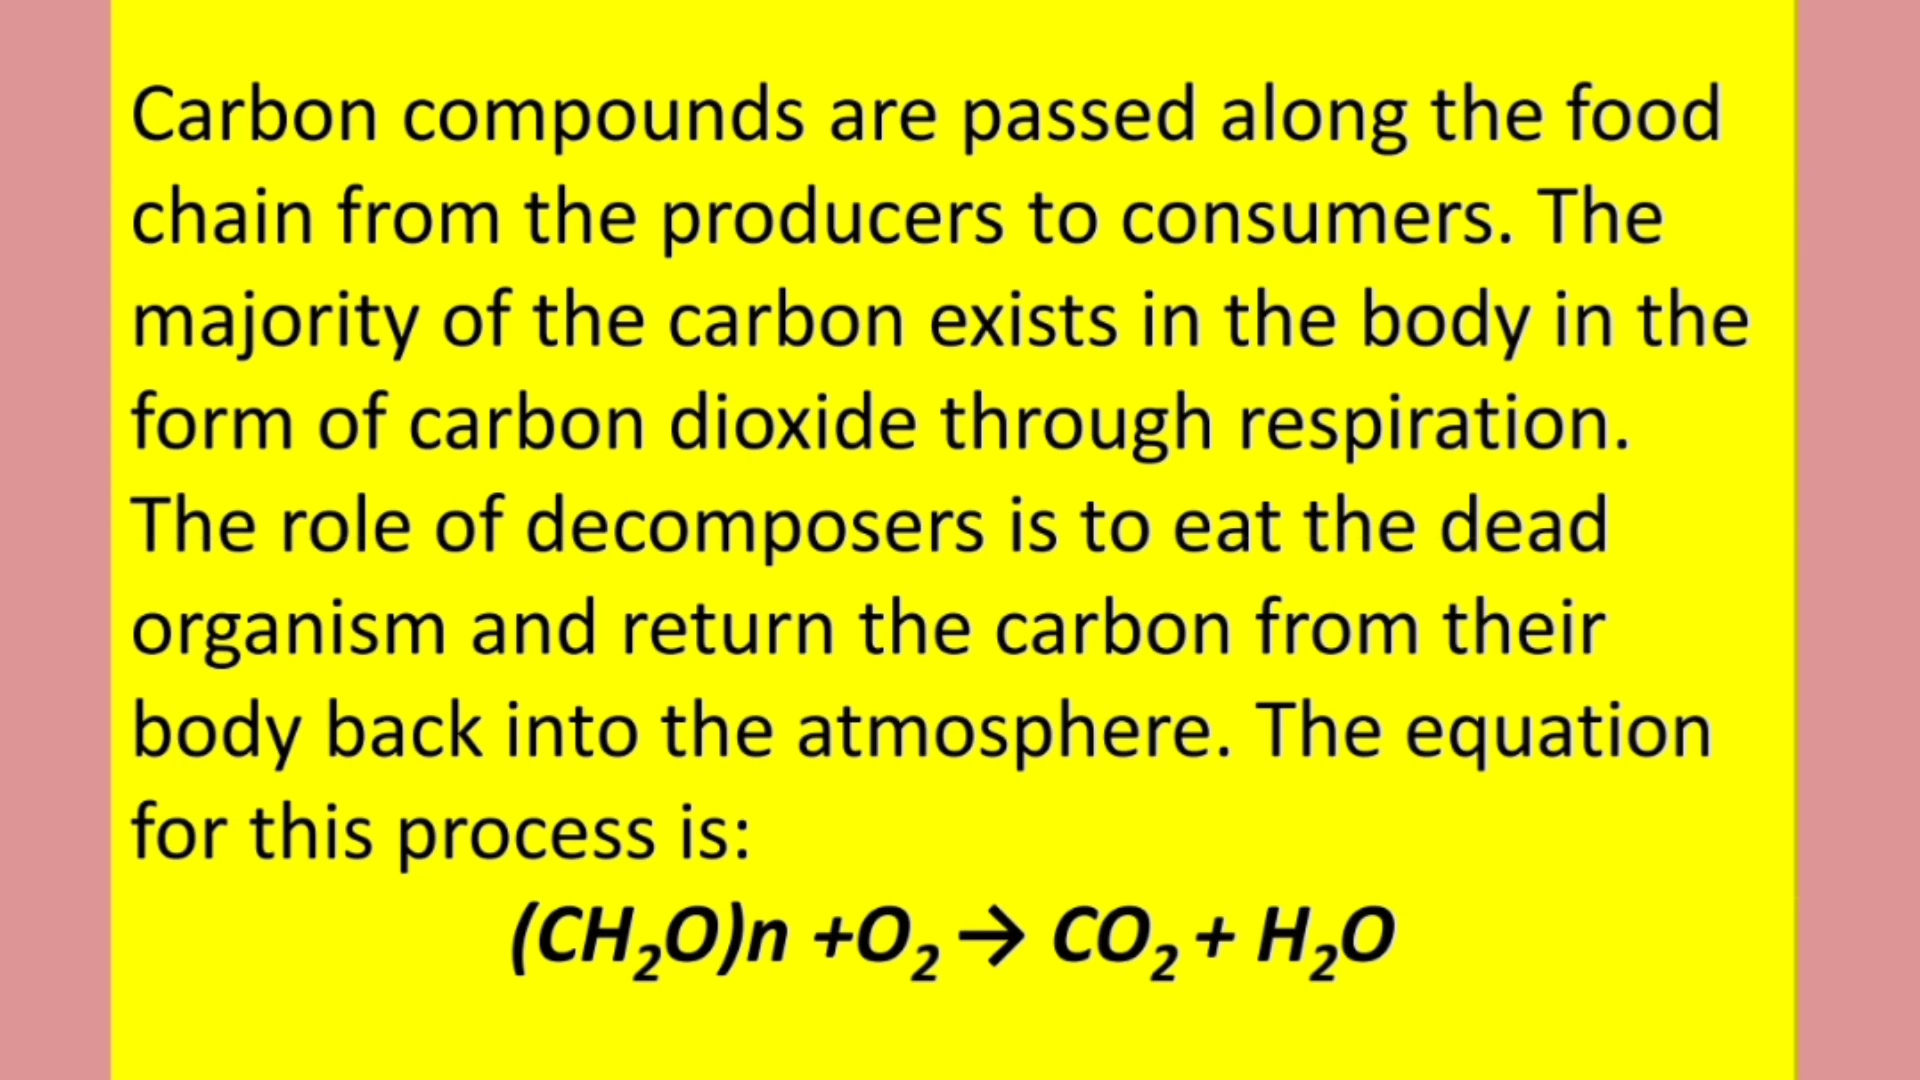 Carbon compounds are passed along the food
chain from the producers to consumers. The
majority of the carbon exists in the body in the
form of carbon dioxide through respiration.
The role of decomposers is to eat the dead
organism and return the carbon from their
body back into the atmosphere. The equation
for this process is:
(CH₂O)n +O₂ → CO₂ + H₂O